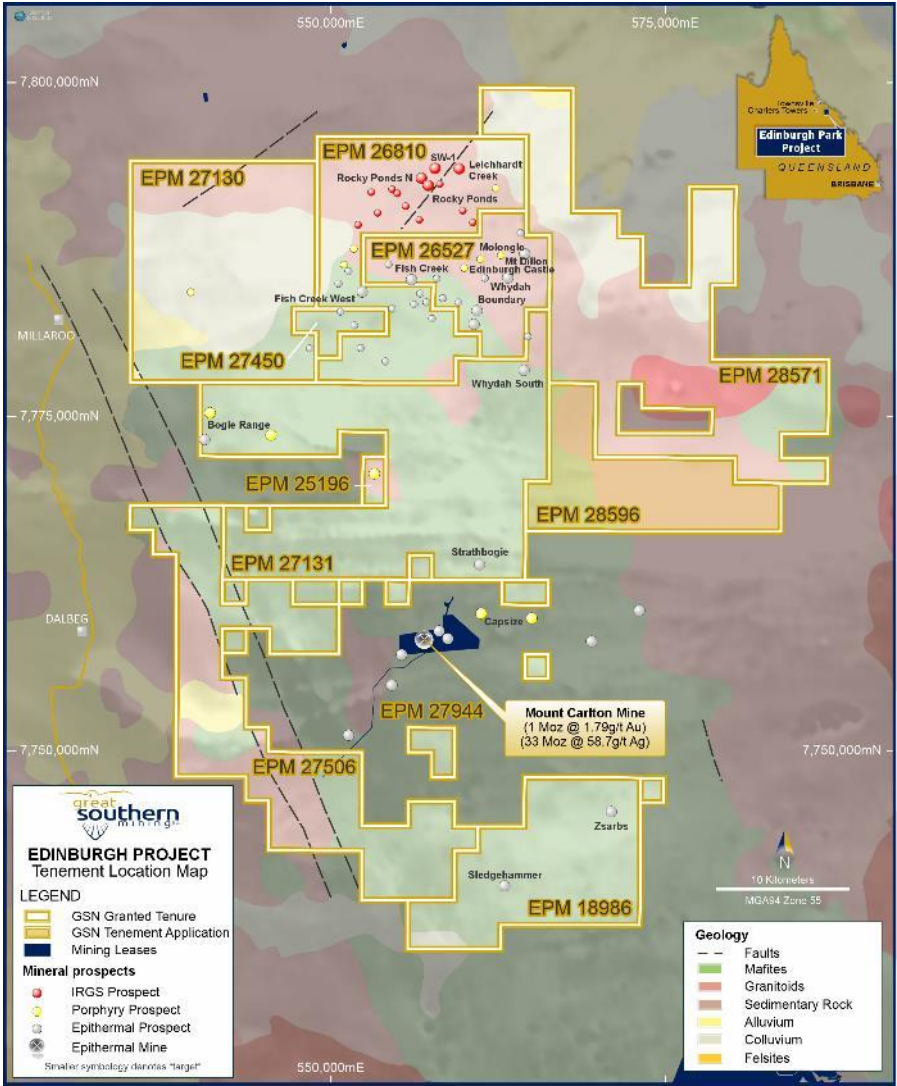 550,000mE
575,000mE
7,800,000mN
Townsville
Charters Towers
Edinburgh Park
Project
QUEENSLAND
BRISBANE
EPM 27130
EPM 26810
SW-1
Leichhardt
Creek
Rocky Ponds N
Rocky Ponds
EPM 26527
Molongle
Mt Dillon
Fish Creek
Edinburgh Castle
Whydah
Boundary
Fish Creek West
MILLAROO
EPM 27450
Whydah South
EPM 28571
7,775,000mN
Bogie Range
EPM 25196
EPM 28596
Strathbogie
EPM 27131
DALBEG
Capsize
EPM 27944
Mount Carlton Mine
(1 Moz @ 1.79g/t Au)
(33 Moz @ 58.7g/t Ag)
7,750,000mN
7,750,000mN
EPM 27506
Zsarbs
Sledgehammer
EPM 18986
great
southern
mining
EDINBURGH PROJECT
Tenement Location Map
LEGEND
GSN Granted Tenure
GSN Tenement Application
Mining Leases
Mineral prospects
IRGS Prospect
Porphyry Prospect
Epithermal Prospect
Epithermal Mine
Smaller symbology denotes "target"
N
10 Kilometers
MGA94 Zone 55
Geology
Faults
Mafites
Granitoids
Sedimentary Rock
Alluvium
Colluvium
Felsites
550,000mE